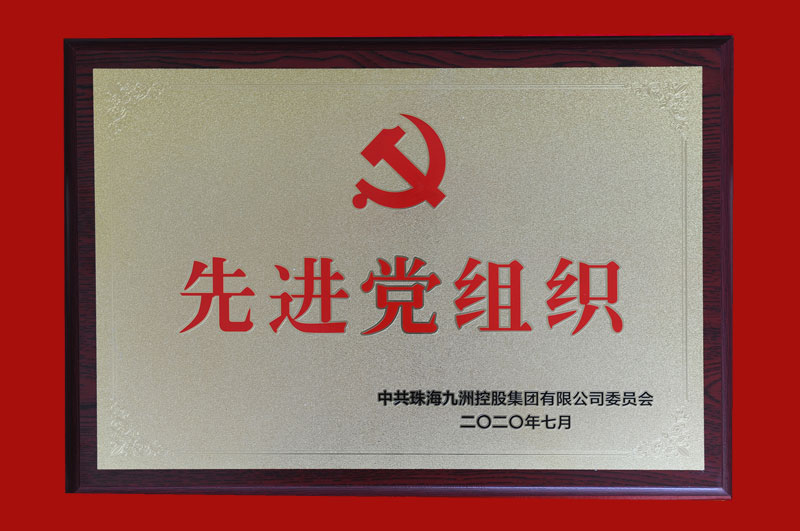 先进党组织
中共珠海九洲控股集团有限公司委员会
二〇二〇年七月